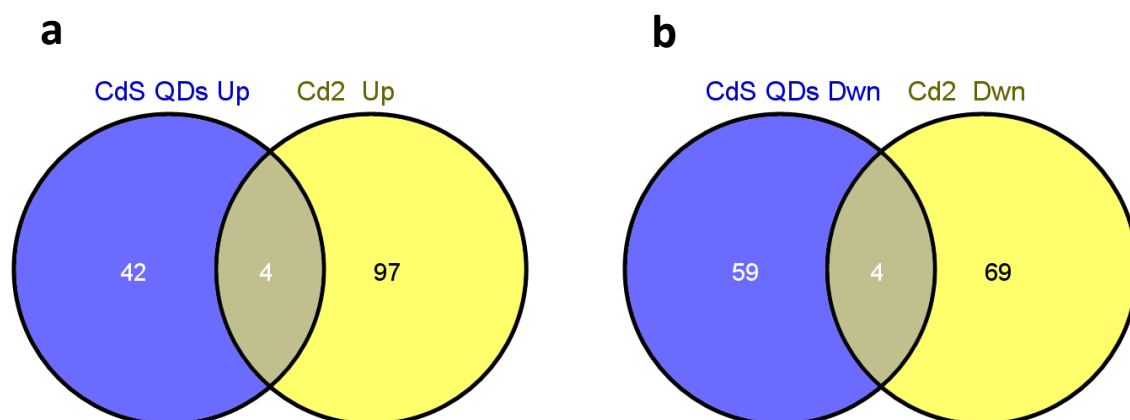 a
b
CdS QDs Up
Cd2 Up
CdS QDs Dwn
Cd2 Dwn
42
4
97
59
4
69